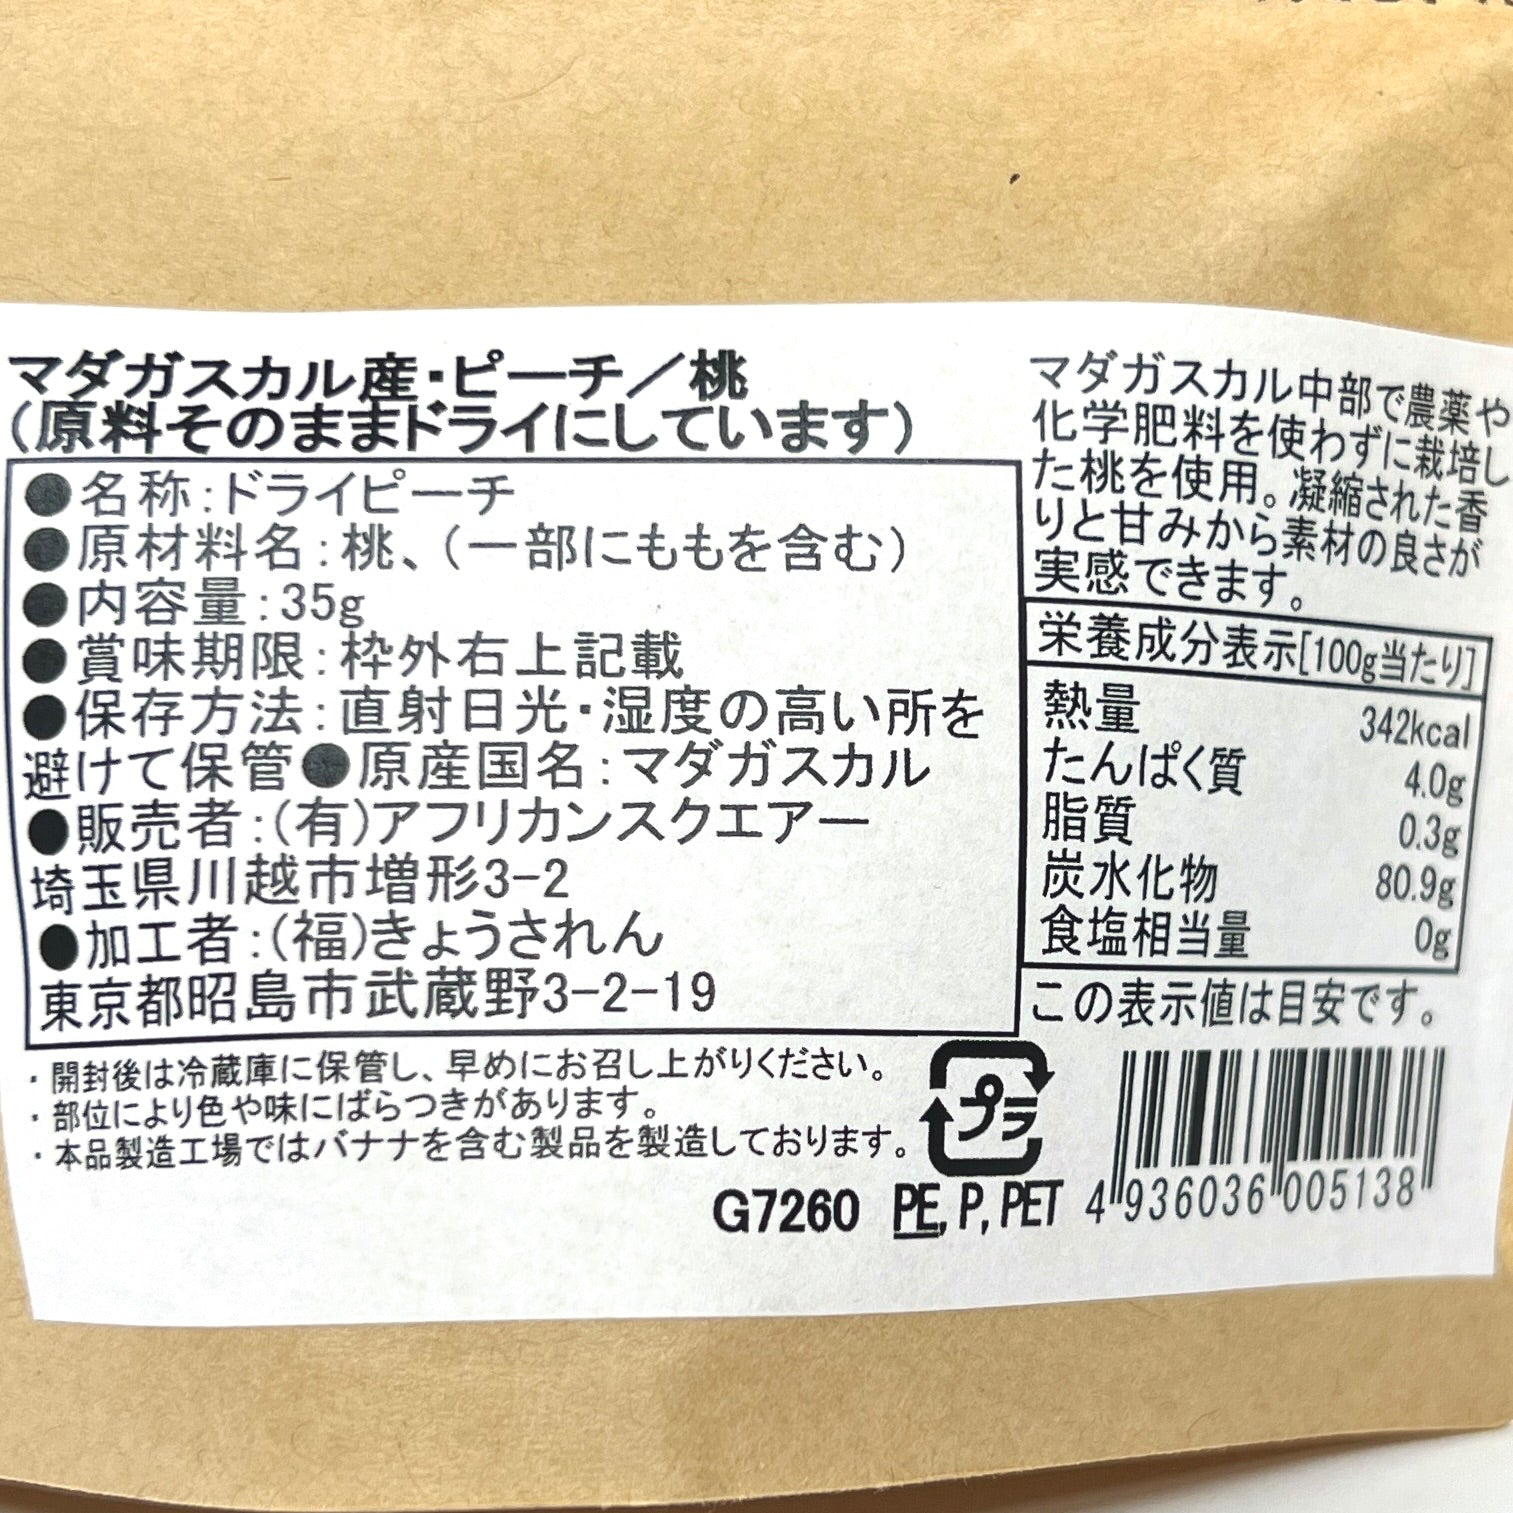 マダガスカル産・ピーチ／桃
（原料そのままドライにしています）
●名称：ドライピーチ
●原材料名：桃、（一部にももを含む）
●内容量：35g
●賞味期限：枠外右上記載
●保存方法：直射日光・湿度の高い所を
避けて保管●原産国名：マダガスカル
●販売者：(有)アフリカンスクエアー
埼玉県川越市増形3-2
●加工者：(福)きょうされん
東京都昭島市武蔵野3-2-19
・開封後は冷蔵庫に保管し、早めにお召し上がりください。
・部位により色や味にばらつきがあります。
・本品製造工場ではバナナを含む製品を製造しております。
マダガスカル中部で農薬や
化学肥料を使わずに栽培し
た桃を使用。凝縮された香
りと甘みから素材の良さが
実感できます。
栄養成分表示[100g当たり]
熱量 342kcal
たんぱく質 4.0g
脂質 0.3g
炭水化物 80.9g
食塩相当量 0g
この表示値は目安です。
プラ
G7260 PE, P, PET
4 936036 005138